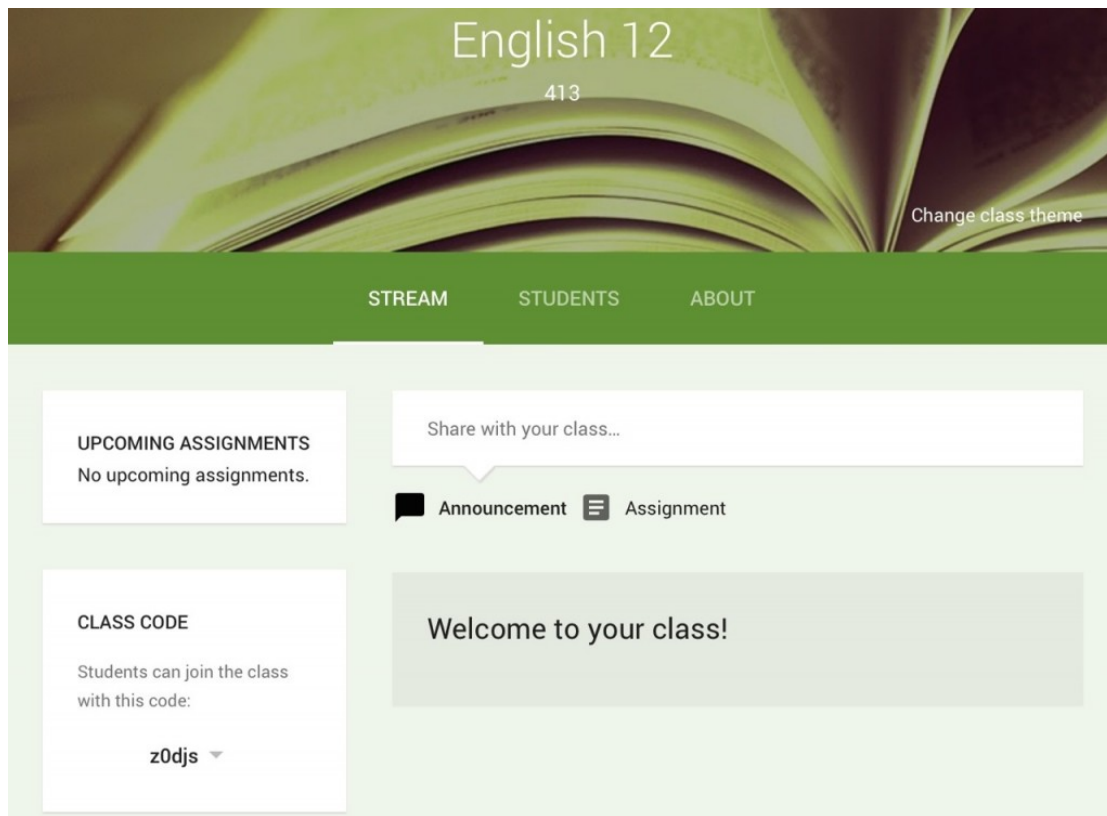 English 12
413
Change class theme
STREAM STUDENTS ABOUT
UPCOMING ASSIGNMENTS
No upcoming assignments.
CLASS CODE
Students can join the class
with this code:
z0djs
Share with your class...
Announcement Assignment
Welcome to your class!